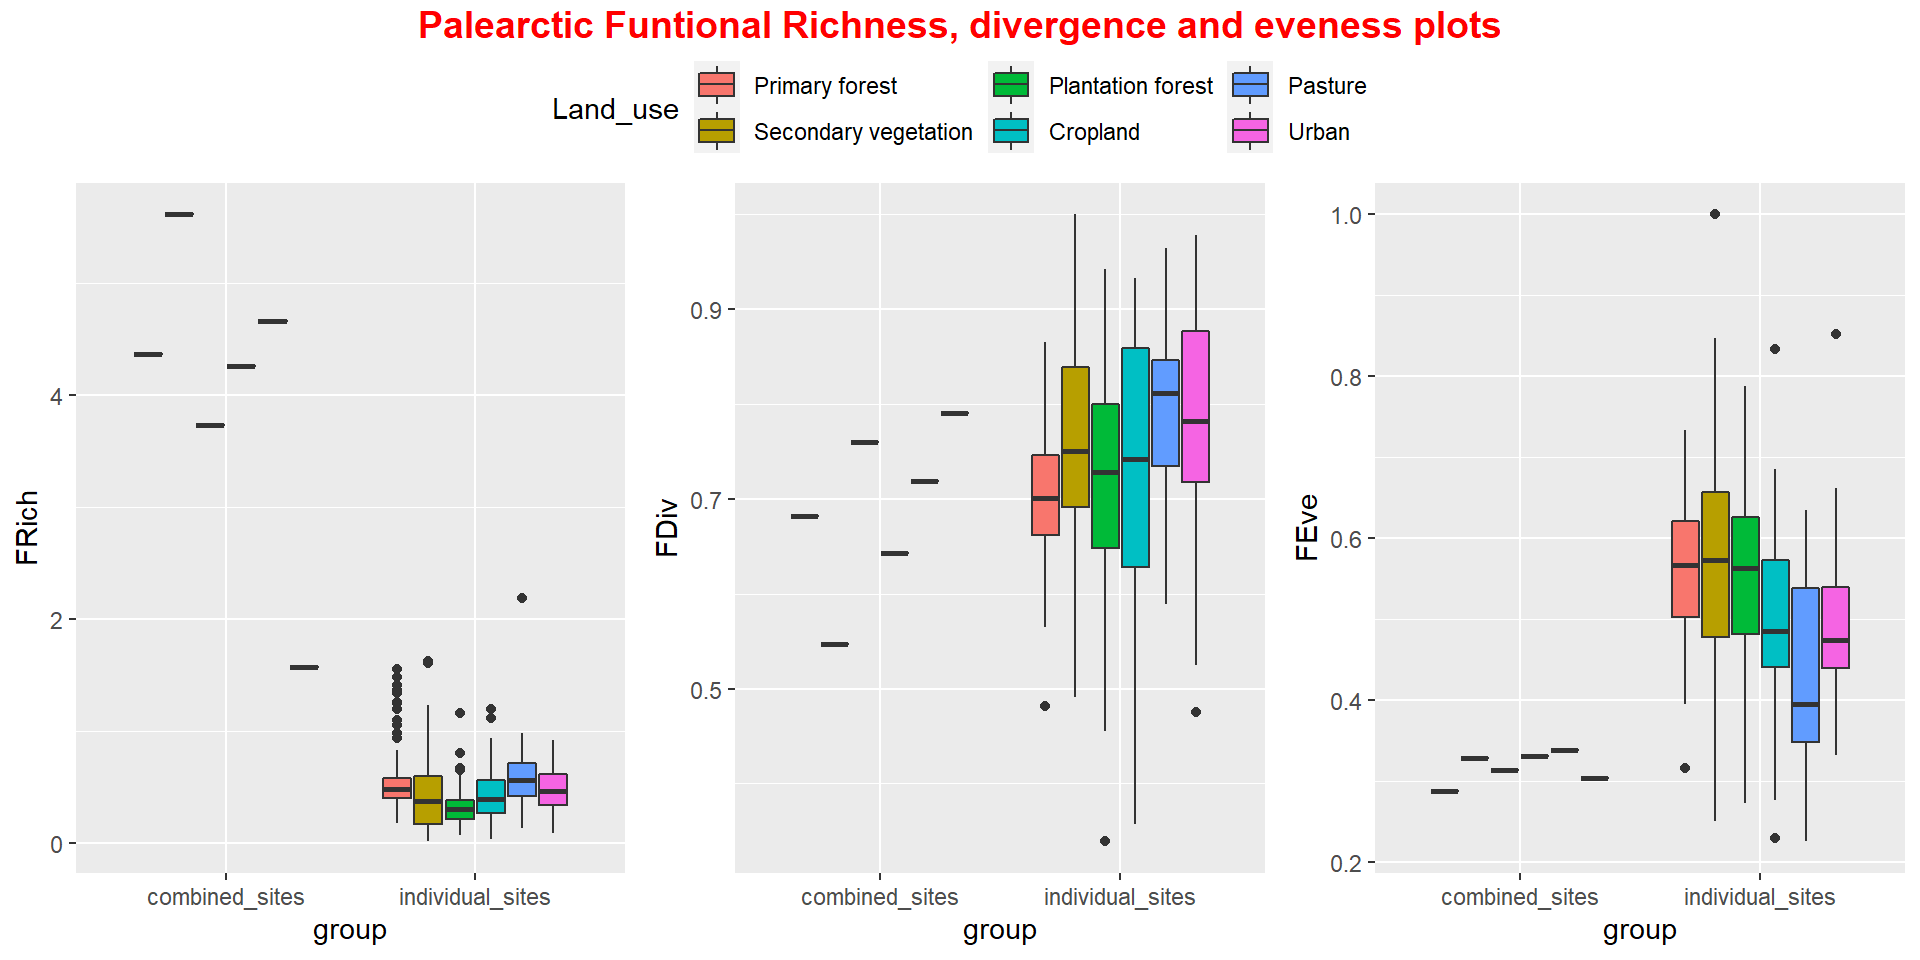 Palearctic Funtional Richness, divergence and eveness plots
Land_use
Primary forest
Plantation forest
Pasture
Secondary vegetation
Cropland
Urban
FRich
4
2
0
combined_sites
individual_sites
group
FDiv
0.9
0.7
0.5
combined_sites
individual_sites
group
FEve
1.0
0.8
0.6
0.4
0.2
combined_sites
individual_sites
group